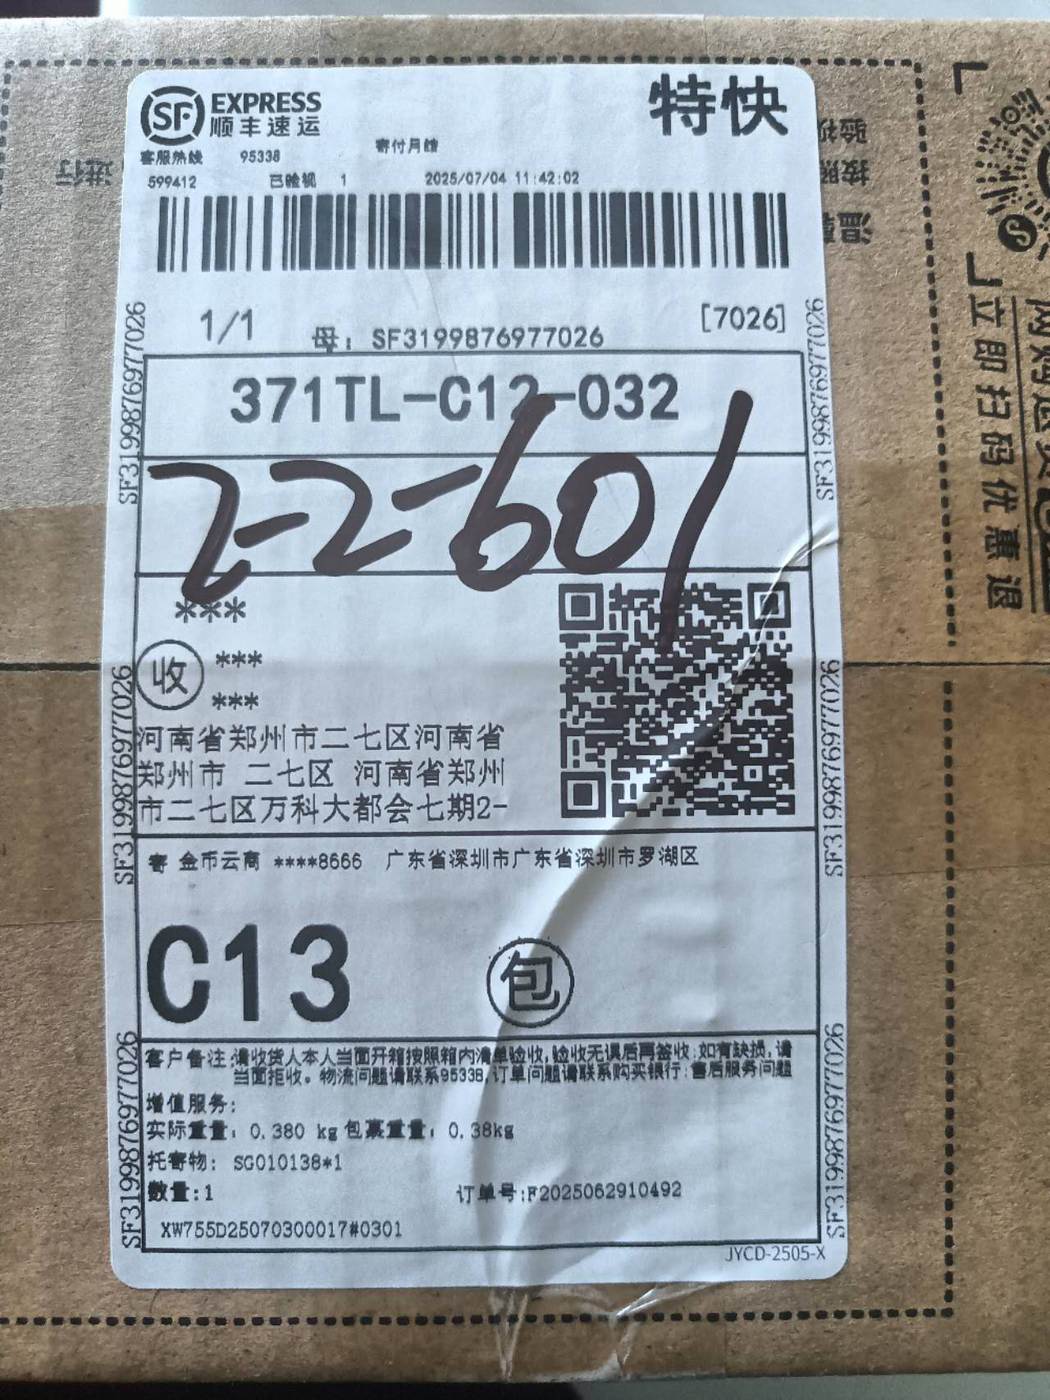 SF EXPRESS
顺丰速运
特快
客服热线 95338 寄付月结
599412 已验视 1 2025/07/04 11:42:02
1/1 母: SF3199876977026 [7026]
371TL-C12-032
2-2-601
***
收 ***
***
河南省郑州市二七区河南省
郑州市 二七区 河南省郑州
市二七区万科大都会七期2-
寄 金币云商 ****8666 广东省深圳市广东省深圳市罗湖区
C13 包
客户备注:请收货人本人当面开箱按照箱内清单验收,验收无误后再签收;如有缺损,请
当面拒收。物流问题请联系95338,订单问题请联系购买银行;售后服务问题
增值服务:
实际重量: 0.380 kg 包裹重量: 0.38kg
托寄物: SG010138*1
数量:1 订单号:F2025062910492
XW755D25070300017#0301
JYCD-2505-X
SF3199876977026
SF3199876977026
SF3199876977026
SF3199876977026
SF3199876977026
SF3199876977026
立即扫码优惠退
进行